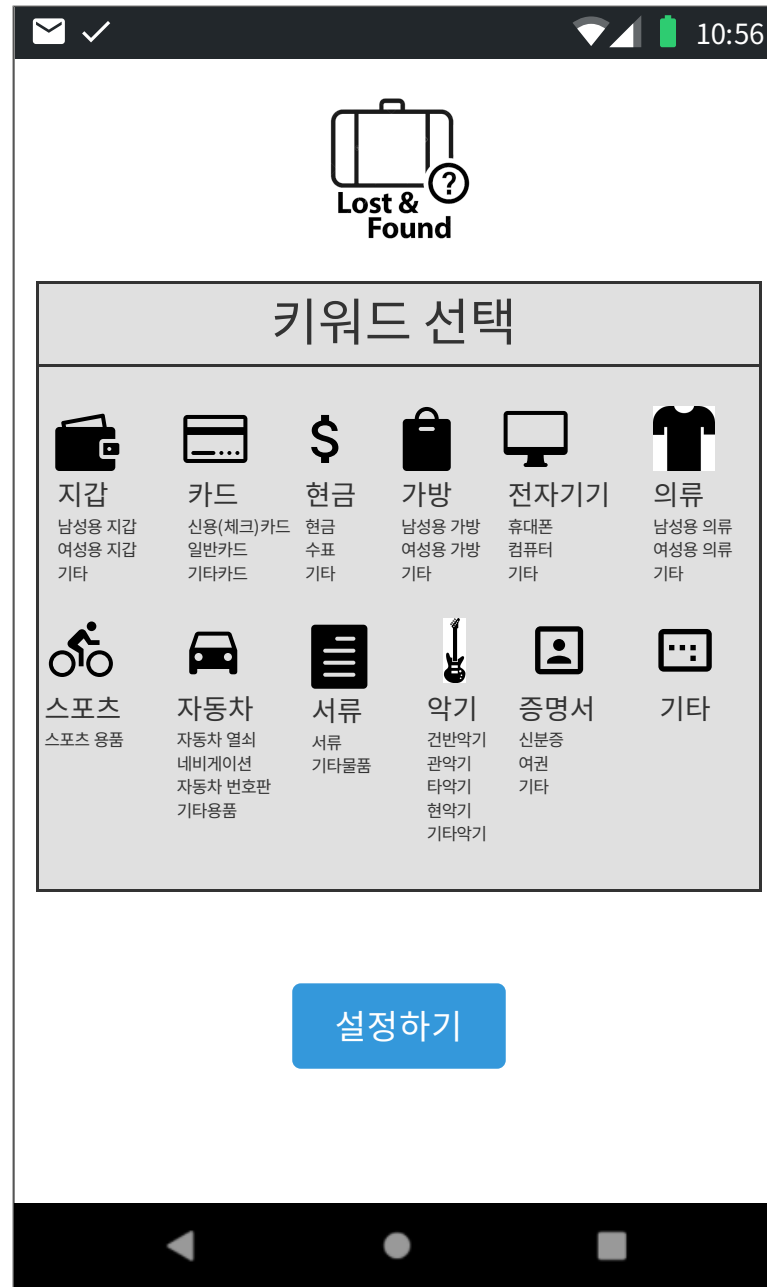 10:56
?
Lost &
Found
키워드 선택
지갑
남성용 지갑
여성용 지갑
기타
카드
신용(체크)카드
일반카드
기타카드
$
현금
현금
수표
기타
가방
남성용 가방
여성용 가방
기타
전자기기
휴대폰
컴퓨터
기타
의류
남성용 의류
여성용 의류
기타
스포츠
스포츠 용품
자동차
자동차 열쇠
네비게이션
자동차 번호판
기타용품
서류
서류
기타물품
악기
건반악기
관악기
타악기
현악기
기타악기
증명서
신분증
여권
기타
기타
설정하기